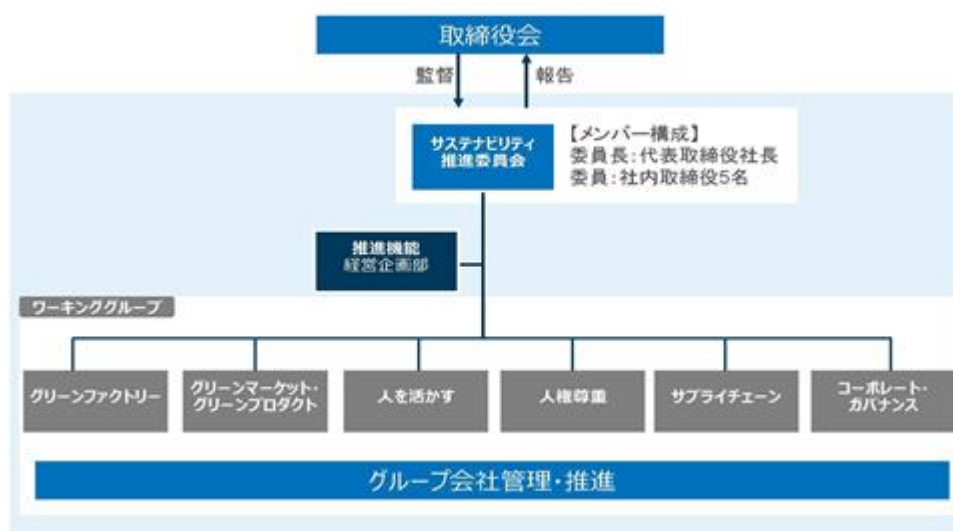 取締役会
監督
報告
サステナビリティ
推進委員会
【メンバー構成】
委員長:代表取締役社長
委員:社内取締役5名
推進機能
経営企画部
ワーキンググループ
グリーンファクトリー
グリーンマーケット・
グリーンプロダクト
人を活かす
人権尊重
サプライチェーン
コーポレート・
ガバナンス
グループ会社管理・推進